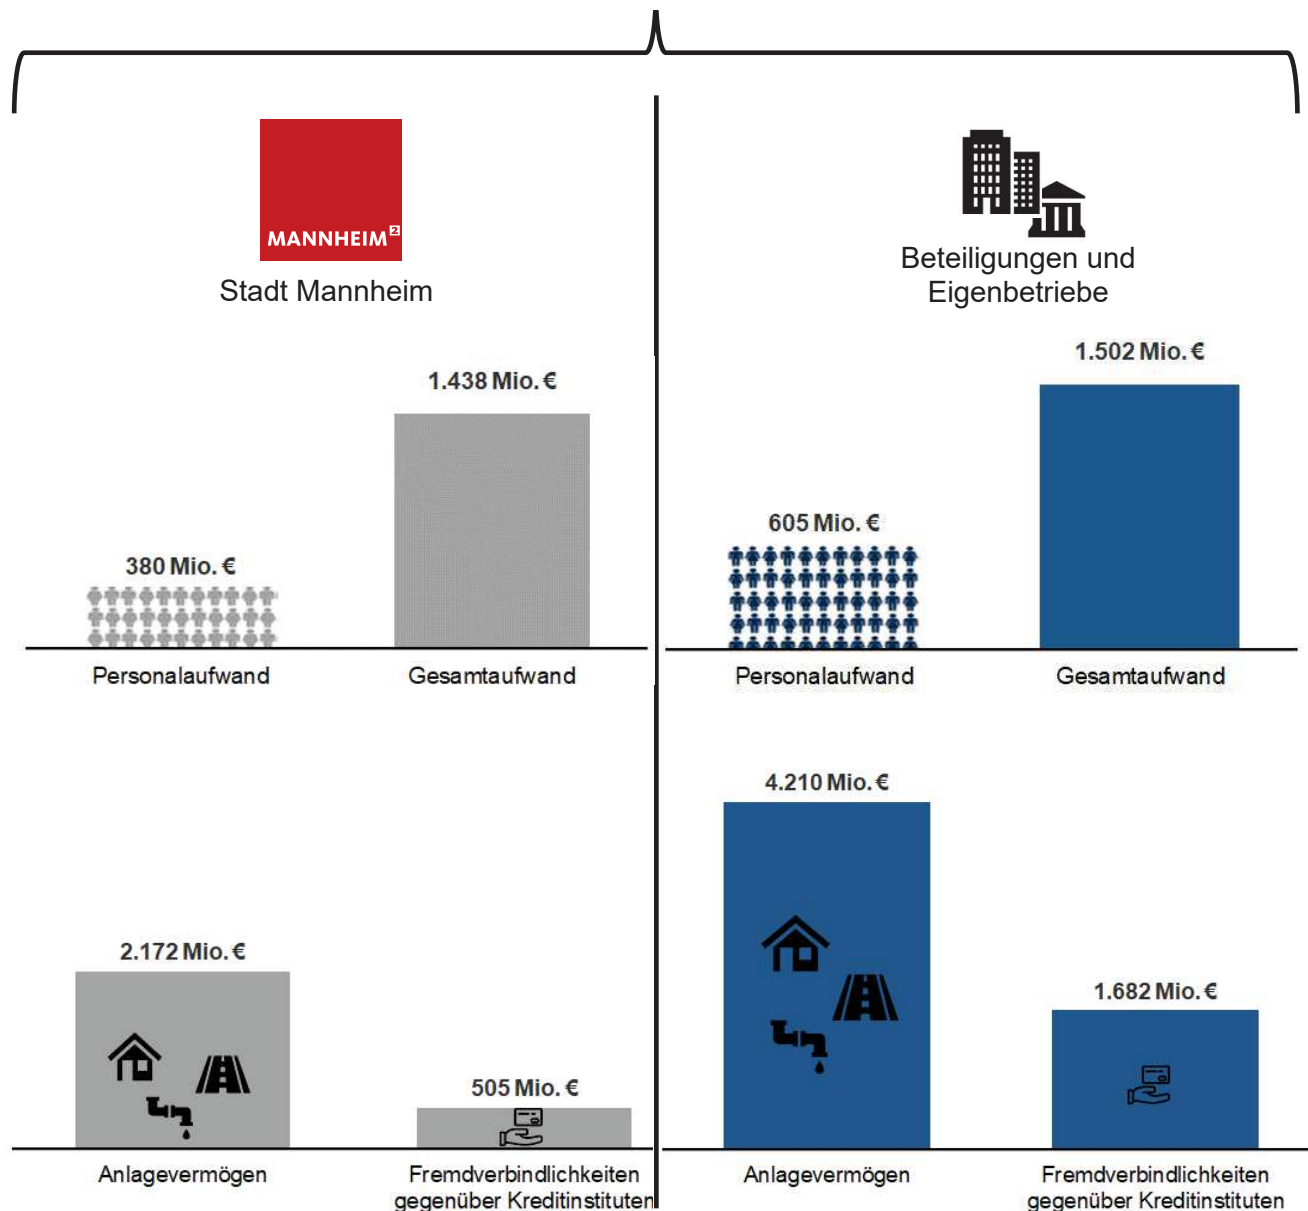 MANNHEIM²
Stadt Mannheim
1.438 Mio. €
380 Mio. €
Personalaufwand
Gesamtaufwand
2.172 Mio. €
505 Mio. €
Anlagevermögen
Fremdverbindlichkeiten
gegenüber Kreditinstituten
Beteiligungen und
Eigenbetriebe
1.502 Mio. €
605 Mio. €
Personalaufwand
Gesamtaufwand
4.210 Mio. €
1.682 Mio. €
Anlagevermögen
Fremdverbindlichkeiten
gegenüber Kreditinstituten